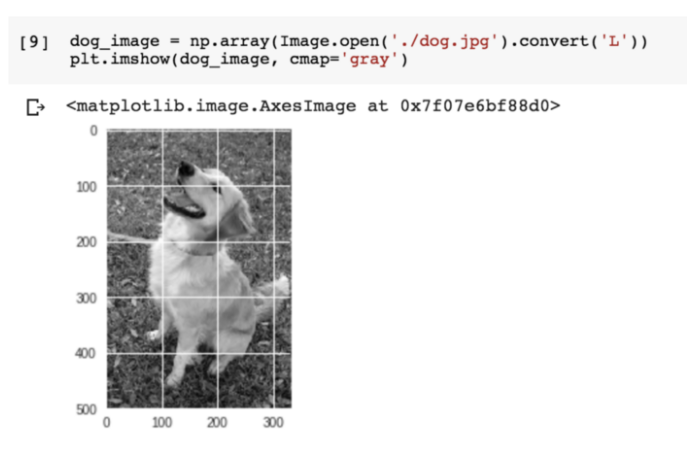 [9] dog_image = np.array(Image.open('./dog.jpg').convert('L'))
plt.imshow(dog_image, cmap='gray')
<matplotlib.image.AxesImage at 0x7f07e6bf88d0>
0
100
200
300
400
500
0 100 200 300